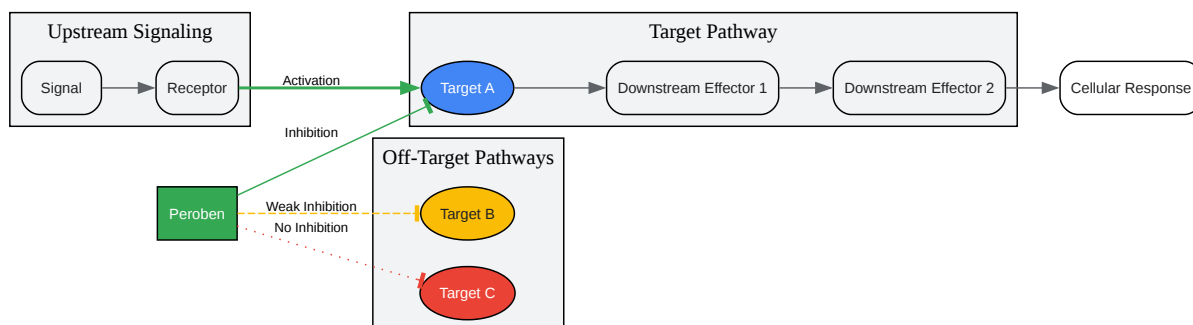 Upstream Signaling
Target Pathway
Signal
Receptor
Activation
Target A
Downstream Effector 1
Downstream Effector 2
Cellular Response
Inhibition
Off-Target Pathways
Peroben
Weak Inhibition
No Inhibition
Target B
Target C